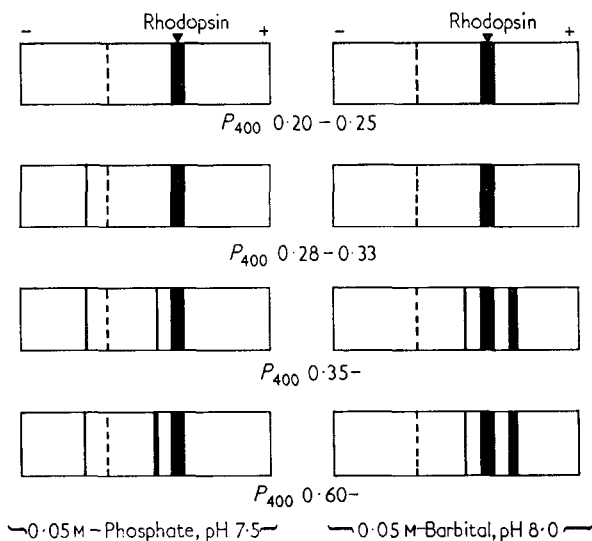 Rhodopsin Rhodopsin
− + − +
P400 0·20 – 0·25
P400 0·28 – 0·33
P400 0·35–
P400 0·60–
0·05 M – Phosphate, pH 7·5 0·05 M–Barbital, pH 8·0